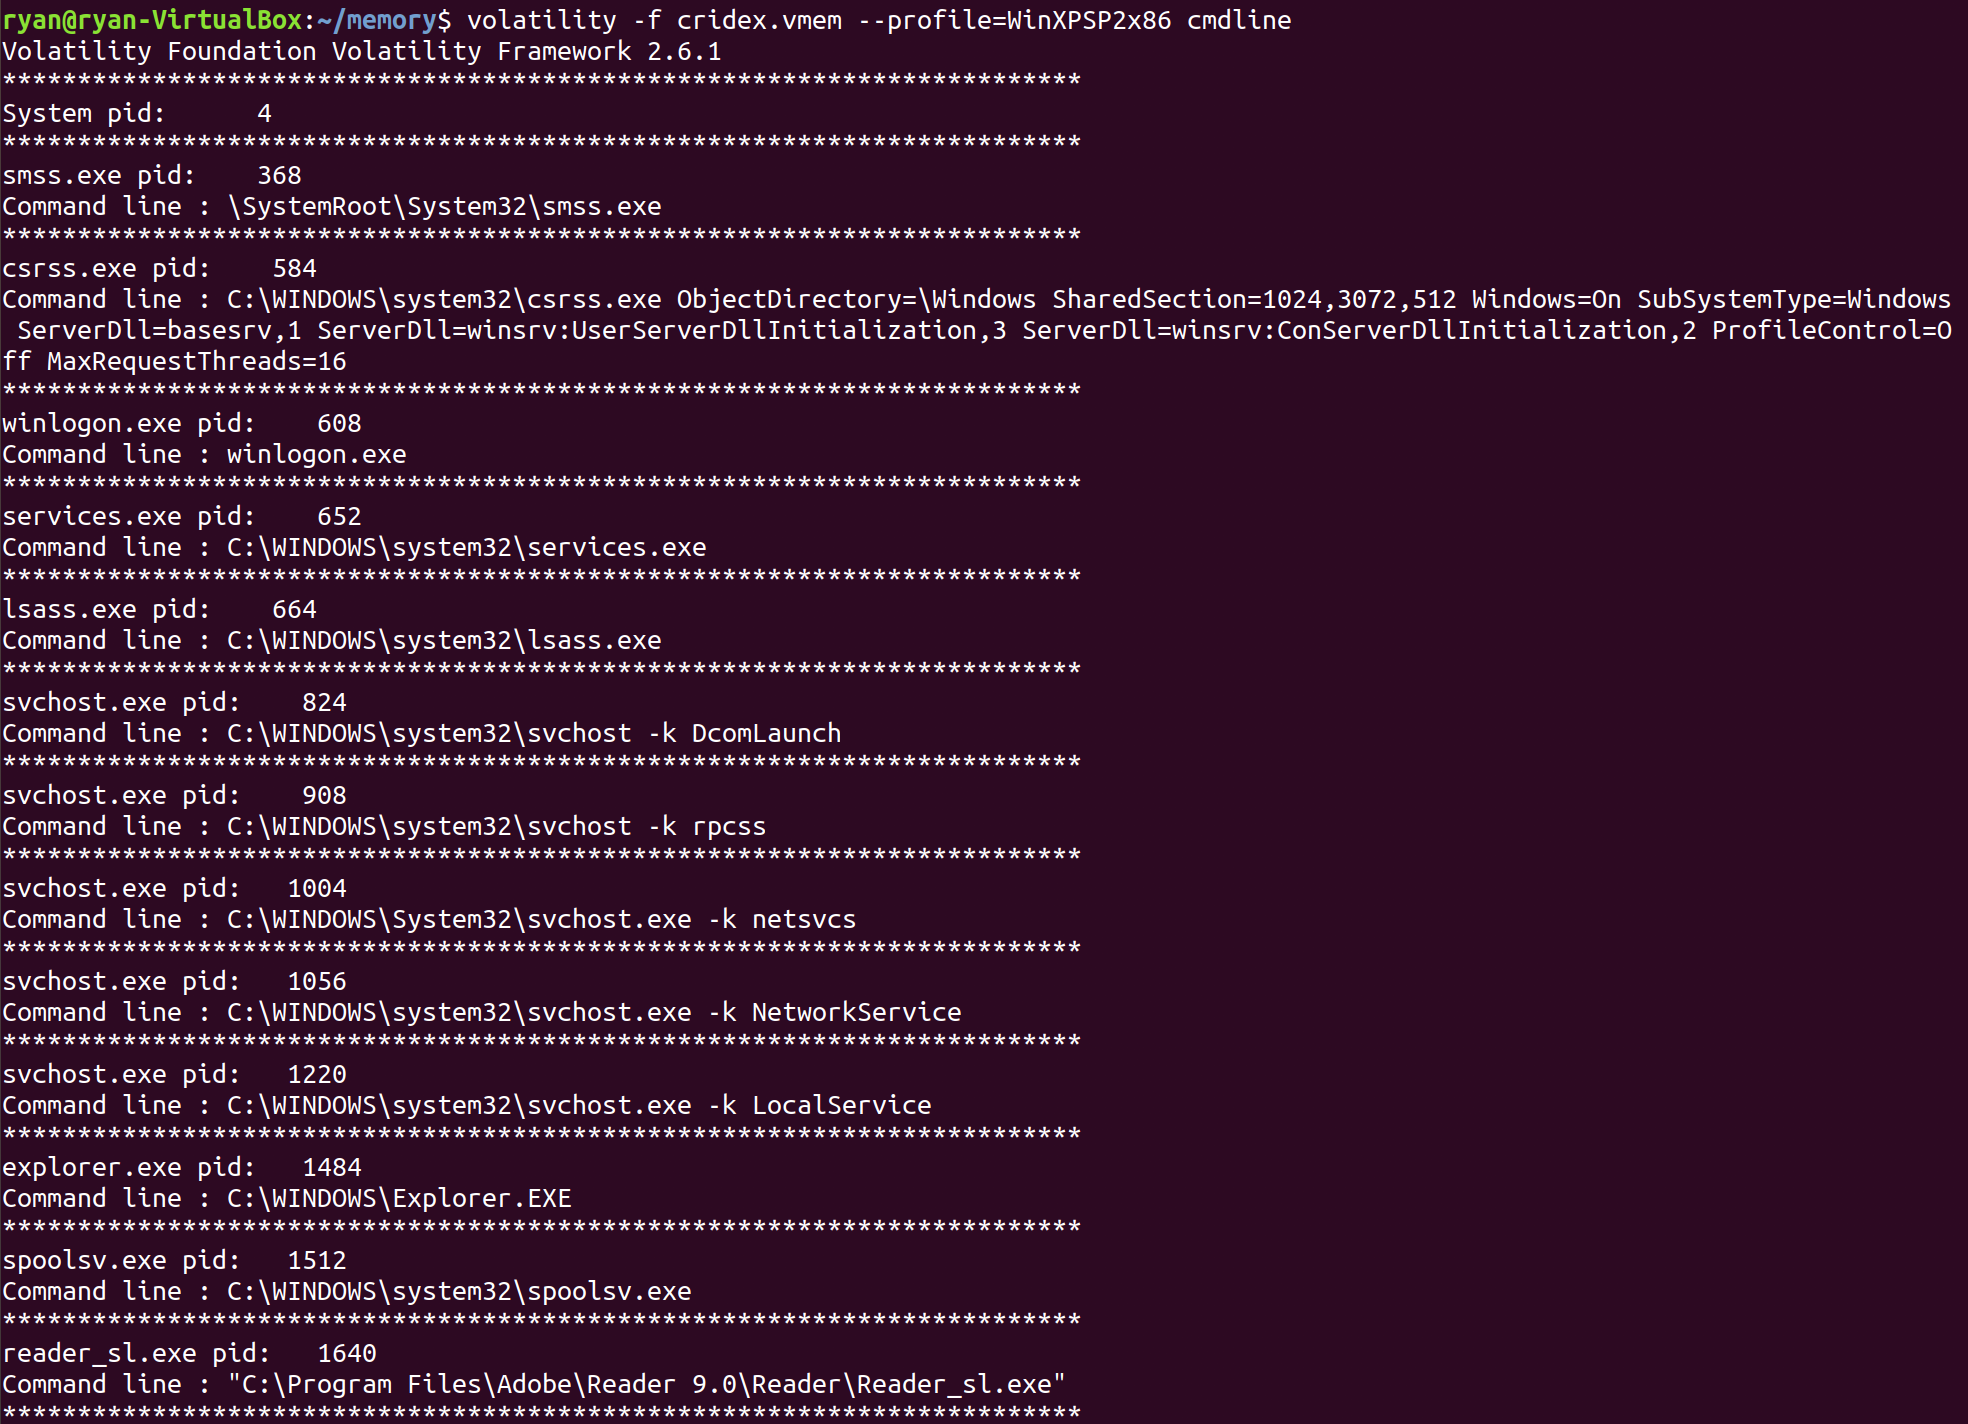 ryan@ryan-VirtualBox:~/memory$ volatility -f cridex.vmem --profile=WinXPSP2x86 cmdline
Volatility Foundation Volatility Framework 2.6.1
************************************************************************
System pid:      4
************************************************************************
smss.exe pid:    368
Command line : \SystemRoot\System32\smss.exe
************************************************************************
csrss.exe pid:    584
Command line : C:\WINDOWS\system32\csrss.exe ObjectDirectory=\Windows SharedSection=1024,3072,512 Windows=On SubSystemType=Windows
 ServerDll=basesrv,1 ServerDll=winsrv:UserServerDllInitialization,3 ServerDll=winsrv:ConServerDllInitialization,2 ProfileControl=O
ff MaxRequestThreads=16
************************************************************************
winlogon.exe pid:    608
Command line : winlogon.exe
************************************************************************
services.exe pid:    652
Command line : C:\WINDOWS\system32\services.exe
************************************************************************
lsass.exe pid:    664
Command line : C:\WINDOWS\system32\lsass.exe
************************************************************************
svchost.exe pid:    824
Command line : C:\WINDOWS\system32\svchost -k DcomLaunch
************************************************************************
svchost.exe pid:    908
Command line : C:\WINDOWS\system32\svchost -k rpcss
************************************************************************
svchost.exe pid:   1004
Command line : C:\WINDOWS\System32\svchost.exe -k netsvcs
************************************************************************
svchost.exe pid:   1056
Command line : C:\WINDOWS\system32\svchost.exe -k NetworkService
************************************************************************
svchost.exe pid:   1220
Command line : C:\WINDOWS\system32\svchost.exe -k LocalService
************************************************************************
explorer.exe pid:   1484
Command line : C:\WINDOWS\Explorer.EXE
************************************************************************
spoolsv.exe pid:   1512
Command line : C:\WINDOWS\system32\spoolsv.exe
************************************************************************
reader_sl.exe pid:   1640
Command line : "C:\Program Files\Adobe\Reader 9.0\Reader\Reader_sl.exe"
************************************************************************